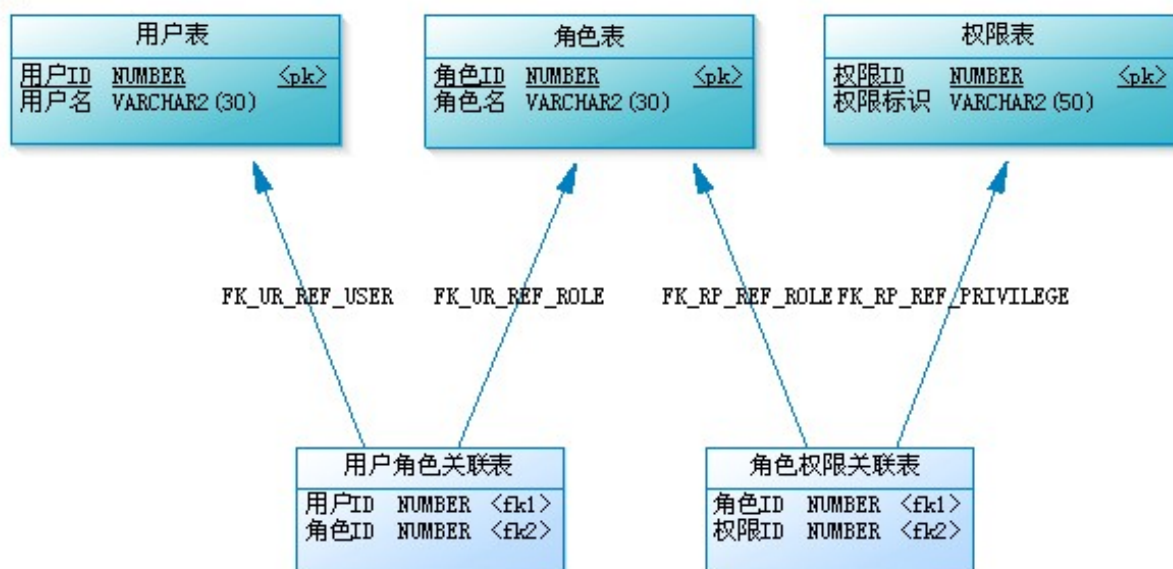 用户表
用户ID NUMBER <pk>
用户名 VARCHAR2(30)
角色表
角色ID NUMBER <pk>
角色名 VARCHAR2(30)
权限表
权限ID NUMBER <pk>
权限标识 VARCHAR2(50)
FK_UR_REF_USER
FK_UR_REF_ROLE
FK_RP_REF_ROLE
FK_RP_REF_PRIVILEGE
用户角色关联表
用户ID NUMBER <fk1>
角色ID NUMBER <fk2>
角色权限关联表
角色ID NUMBER <fk1>
权限ID NUMBER <fk2>